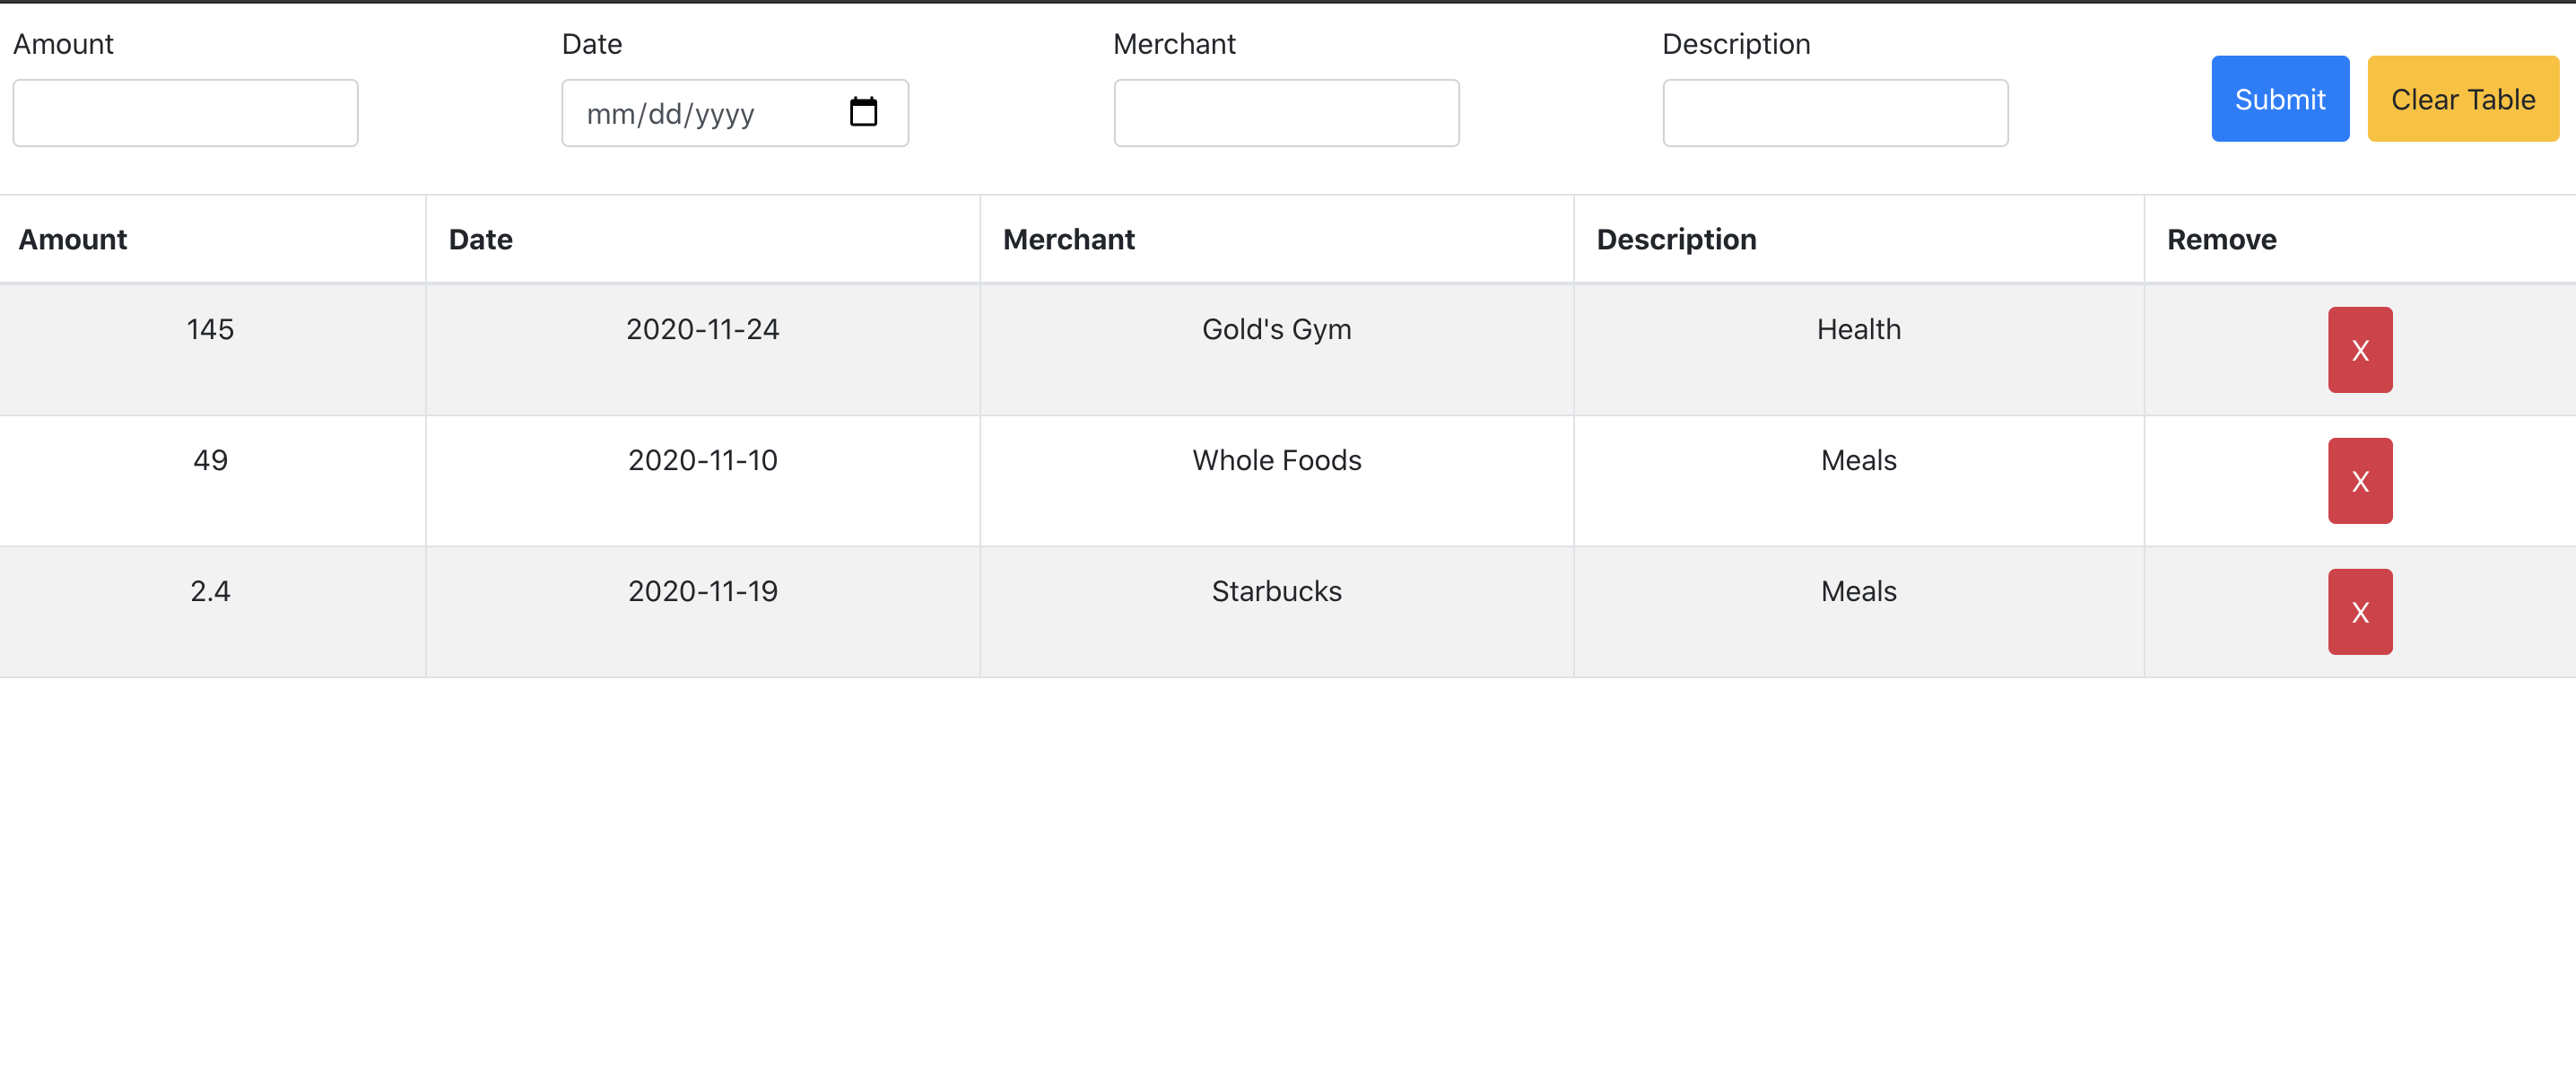 Amount Date Merchant Description
mm/dd/yyyy Submit Clear Table
Amount Date Merchant Description Remove
145 2020-11-24 Gold's Gym Health X
49 2020-11-10 Whole Foods Meals X
2.4 2020-11-19 Starbucks Meals X